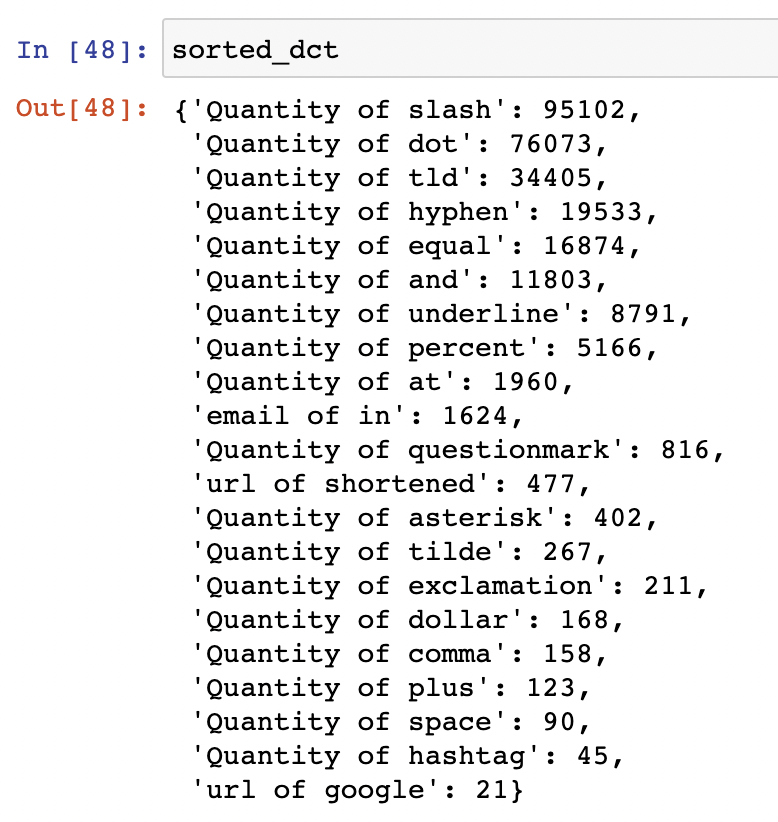 In [48]: sorted_dct
Out[48]: {'Quantity of slash': 95102,
'Quantity of dot': 76073,
'Quantity of tld': 34405,
'Quantity of hyphen': 19533,
'Quantity of equal': 16874,
'Quantity of and': 11803,
'Quantity of underline': 8791,
'Quantity of percent': 5166,
'Quantity of at': 1960,
'email of in': 1624,
'Quantity of questionmark': 816,
'url of shortened': 477,
'Quantity of asterisk': 402,
'Quantity of tilde': 267,
'Quantity of exclamation': 211,
'Quantity of dollar': 168,
'Quantity of comma': 158,
'Quantity of plus': 123,
'Quantity of space': 90,
'Quantity of hashtag': 45,
'url of google': 21}